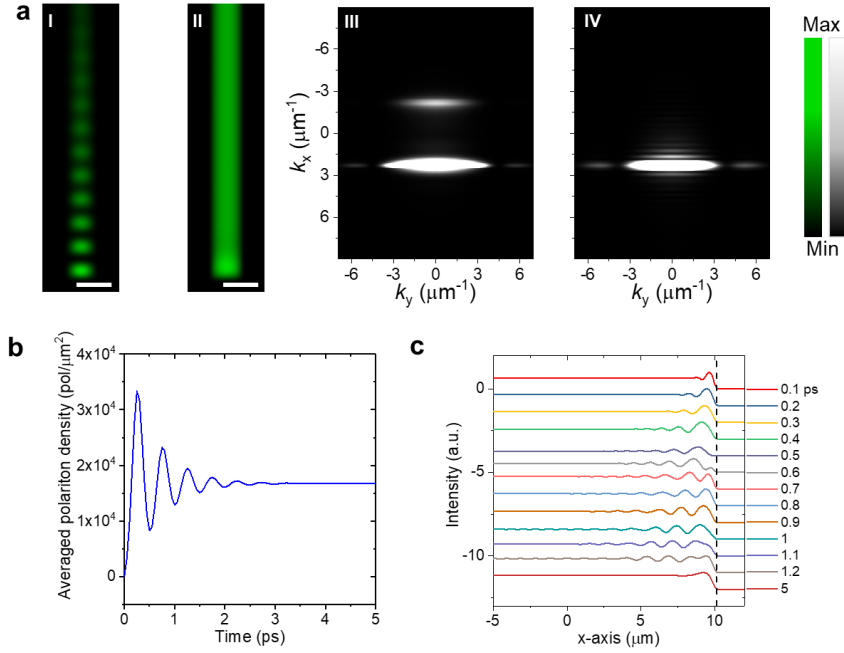 a
I
II
III
IV
-6
-3
0
3
6
kx (μm-1)
-6 -3 0 3 6
ky (μm-1)
-6 -3 0 3 6
ky (μm-1)
Max
Min
b
4x10⁴
3x10⁴
2x10⁴
1x10⁴
0
Averaged polariton density (pol/μm²)
0 1 2 3 4 5
Time (ps)
c
0
-5
-10
Intensity (a.u.)
-5 0 5 10
x-axis (μm)
0.1 ps
0.2
0.3
0.4
0.5
0.6
0.7
0.8
0.9
1
1.1
1.2
5